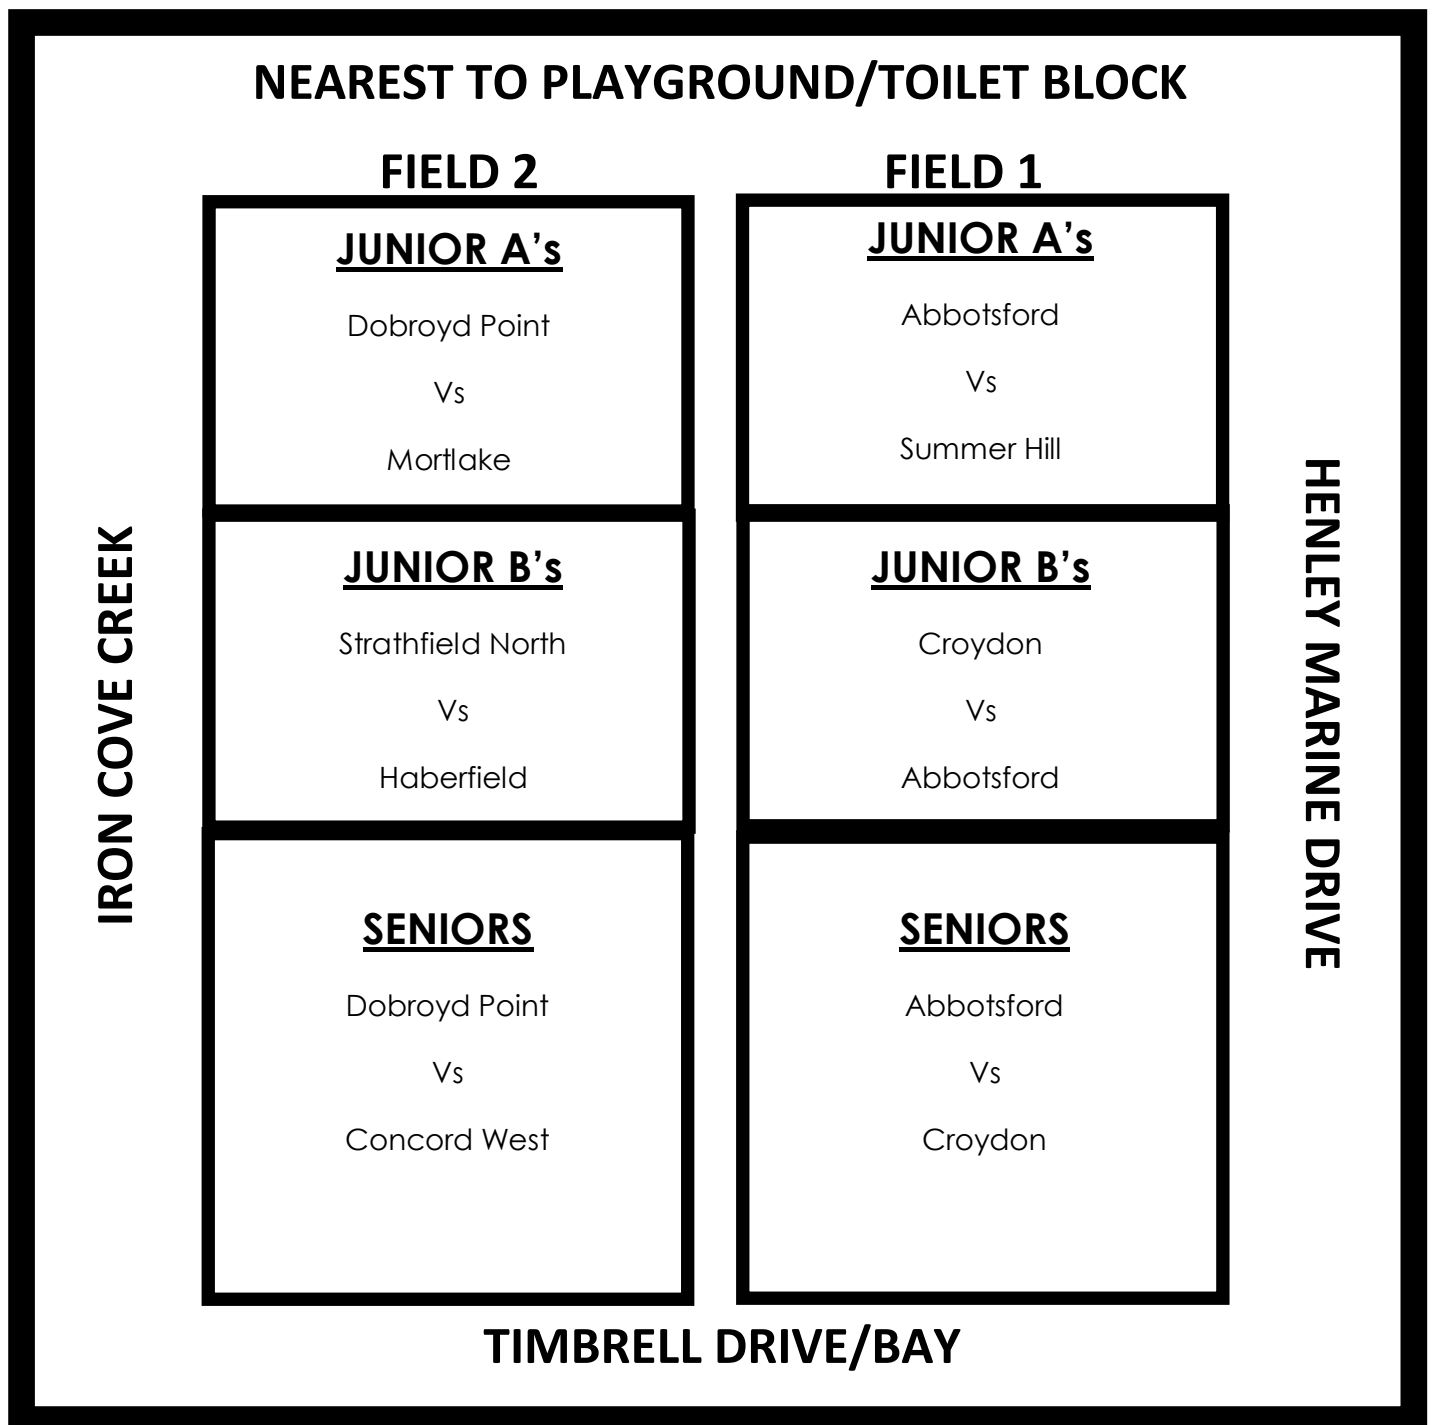 NEAREST TO PLAYGROUND/TOILET BLOCK
FIELD 2
JUNIOR A's
Dobroyd Point
Vs
Mortlake
JUNIOR B's
Strathfield North
Vs
Haberfield
SENIORS
Dobroyd Point
Vs
Concord West
FIELD 1
JUNIOR A's
Abbotsford
Vs
Summer Hill
JUNIOR B's
Croydon
Vs
Abbotsford
SENIORS
Abbotsford
Vs
Croydon
IRON COVE CREEK
HENLEY MARINE DRIVE
TIMBRELL DRIVE/BAY